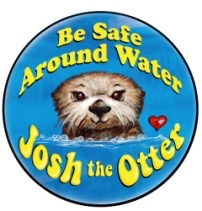 Be Safe
Around Water
Josh the Otter